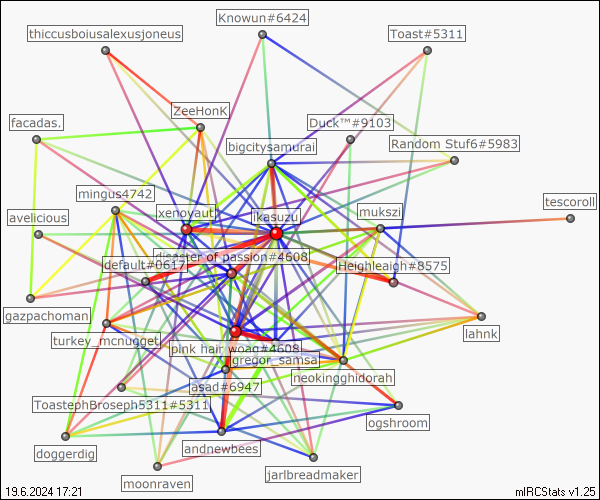 Knowun#6424
thiccusboiusalexusjoneus
Toast#5311
ZeeHonK
facadas.
Duck™#9103
bigcitysamurai
Random Stuf6#5983
mingus4742
tescoroll
xenoyaut
ikasuzu
mukszi
avelicious
disaster of passion#4608
default#0617
Heighleaigh#8575
gazpachoman
turkey_mcnugget
lahnk
pink hair woag#4608
gregor_samsa
neokingghidorah
asad#6947
ToastephBroseph5311#5311
ogshroom
andnewbees
doggerdig
jarlbreadmaker
moonraven
19.6.2024 17:21
mIRCStats v1.25